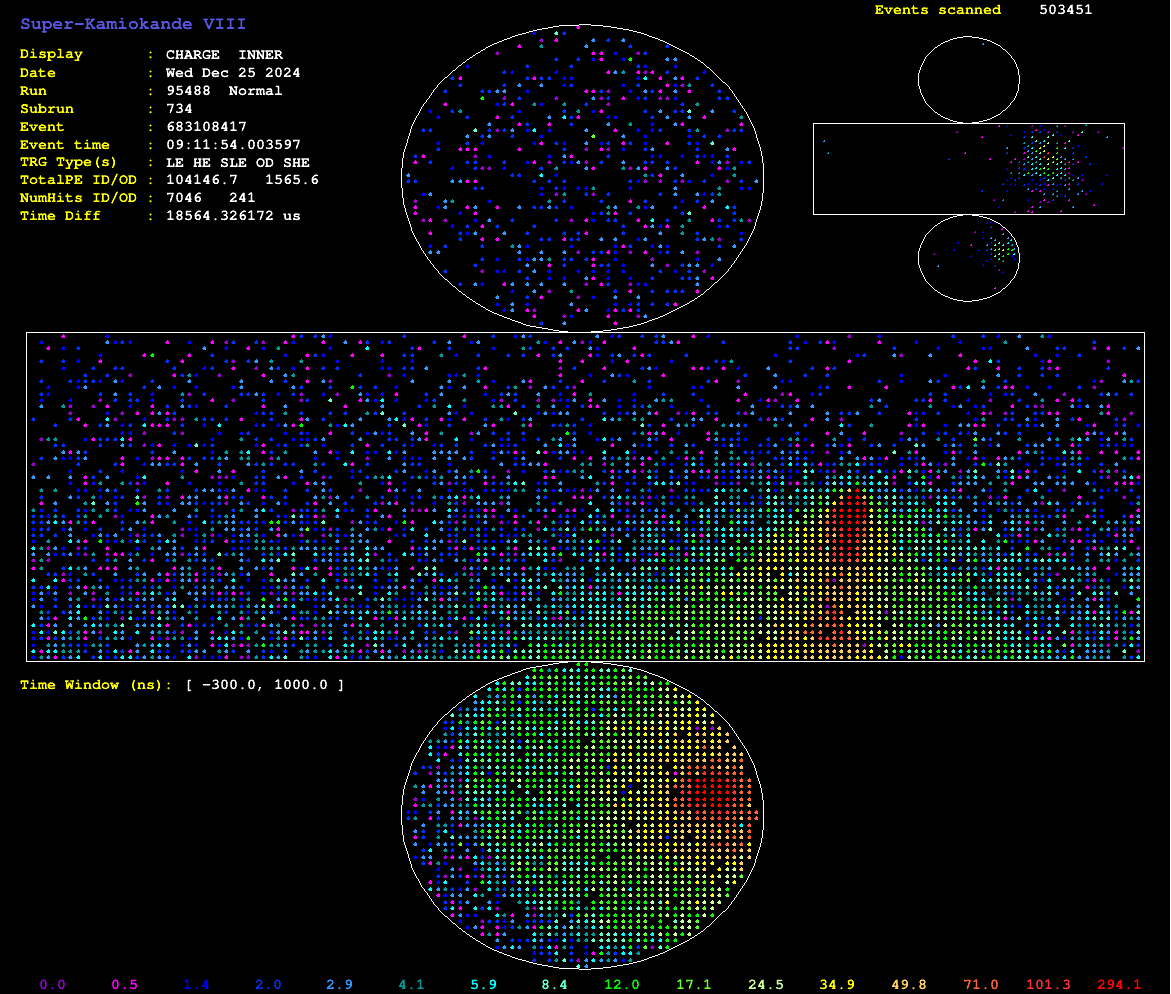 Super-Kamiokande VIII
Events scanned 503451
Display : CHARGE INNER
Date : Wed Dec 25 2024
Run : 95488 Normal
Subrun : 734
Event : 683108417
Event time : 09:11:54.003597
TRG Type(s) : LE HE SLE OD SHE
TotalPE ID/OD : 104146.7 1565.6
NumHits ID/OD : 7046 241
Time Diff : 18564.326172 us
Time Window (ns): [ −300.0, 1000.0 ]
0.0 0.5 1.4 2.0 2.9 4.1 5.9 8.4 12.0 17.1 24.5 34.9 49.8 71.0 101.3 294.1